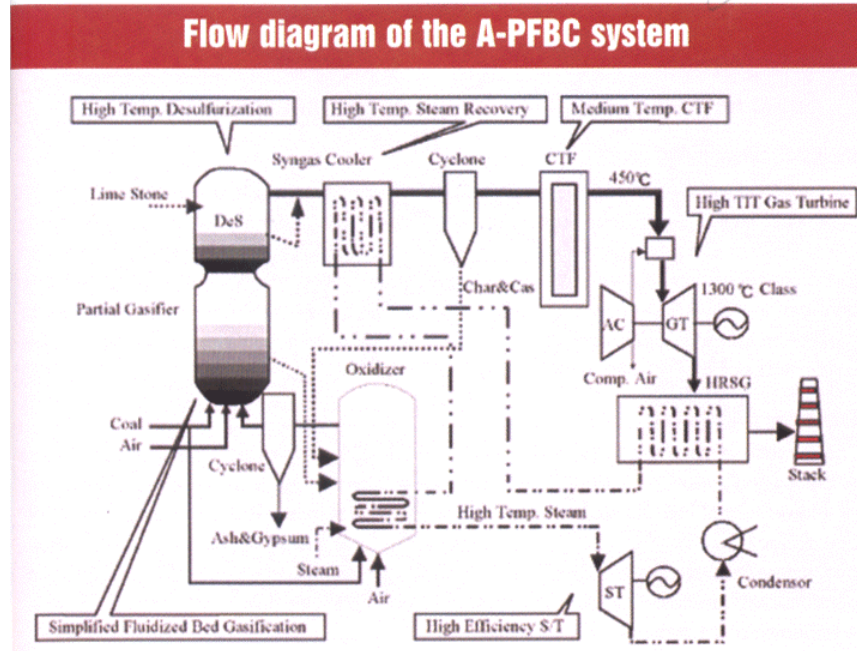 Flow diagram of the A-PFBC system
High Temp. Desulfurization
High Temp. Steam Recovery
Medium Temp. CTF
Syngas Cooler
Cyclone
CTF
Lime Stone
450℃
High TIT Gas Turbine
DeS
Char&Cas
1300℃ Class
Partial Gasifier
AC
GT
Oxidizer
Comp. Air
HRSG
Coal
Air
Cyclone
Stack
High Temp. Steam
Ash&Gypsum
Steam
Condensor
Air
ST
Simplified Fluidized Bed Gasification
High Efficiency S/T